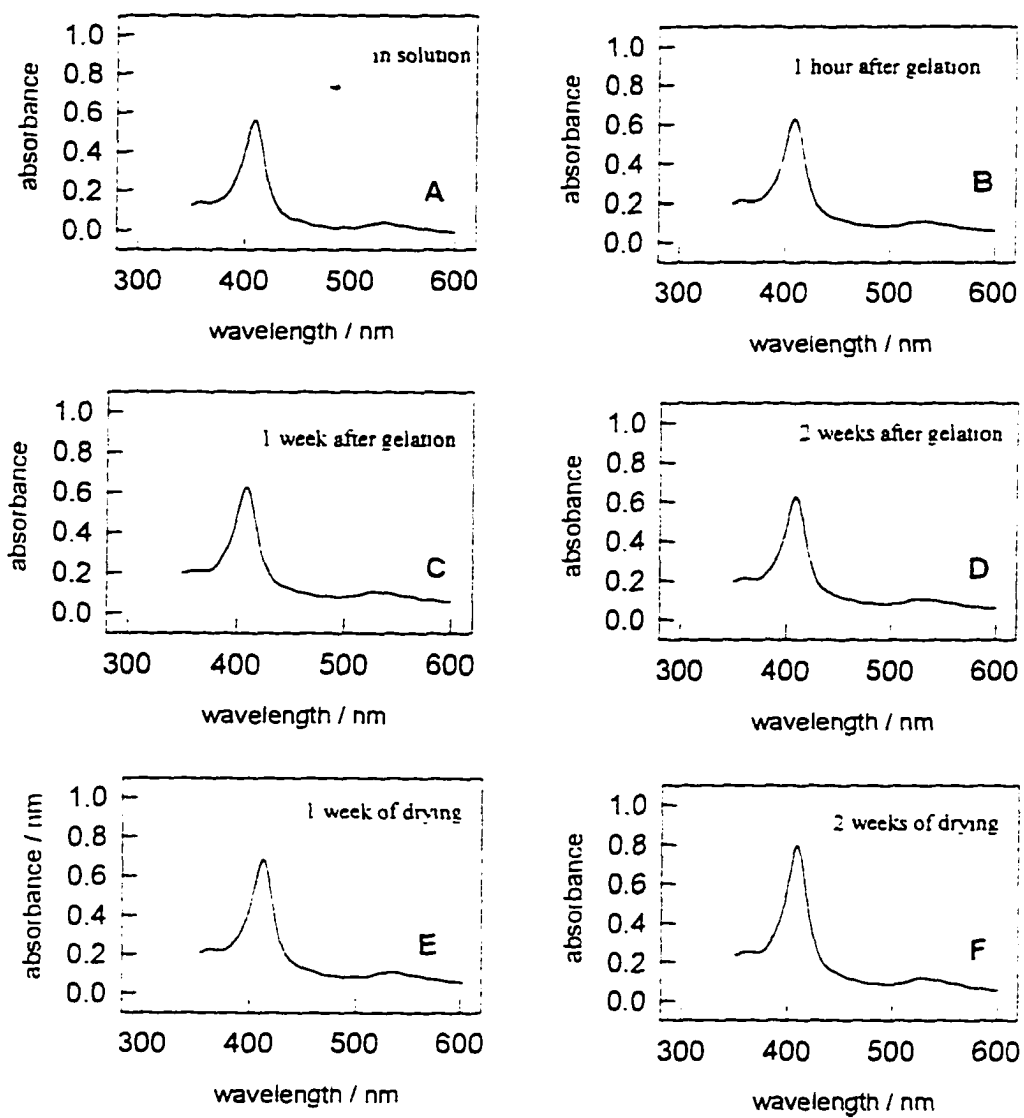 absorbance
1.0
0.8
0.6
0.4
0.2
0.0
in solution
A
300 400 500 600
wavelength / nm
absorbance
1.0
0.8
0.6
0.4
0.2
0.0
1 hour after gelation
B
300 400 500 600
wavelength / nm
absorbance
1.0
0.8
0.6
0.4
0.2
0.0
1 week after gelation
C
300 400 500 600
wavelength / nm
absobance
1.0
0.8
0.6
0.4
0.2
0.0
2 weeks after gelation
D
300 400 500 600
wavelength / nm
absorbance / nm
1.0
0.8
0.6
0.4
0.2
0.0
1 week of drying
E
300 400 500 600
wavelength / nm
absorbance
1.0
0.8
0.6
0.4
0.2
0.0
2 weeks of drying
F
300 400 500 600
wavelength / nm